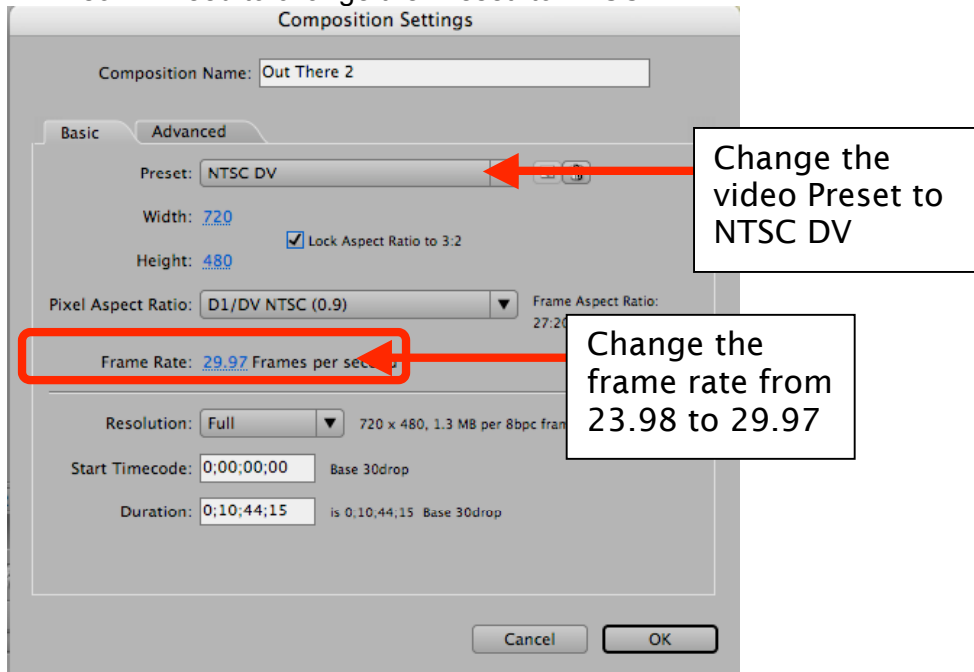 Composition Settings
Composition Name: Out There 2
Basic Advanced
Preset: NTSC DV
Change the
video Preset to
NTSC DV
Width: 720
Lock Aspect Ratio to 3:2
Height: 480
Pixel Aspect Ratio: D1/DV NTSC (0.9)
Frame Aspect Ratio:
Frame Rate: 29.97 Frames per
Change the
frame rate from
23.98 to 29.97
Resolution: Full 720 x 480, 1.3 MB per 8bpc
Start Timecode: 0;00;00;00 Base 30drop
Duration: 0;10;44;15 is 0;10;44;15 Base 30drop
Cancel OK